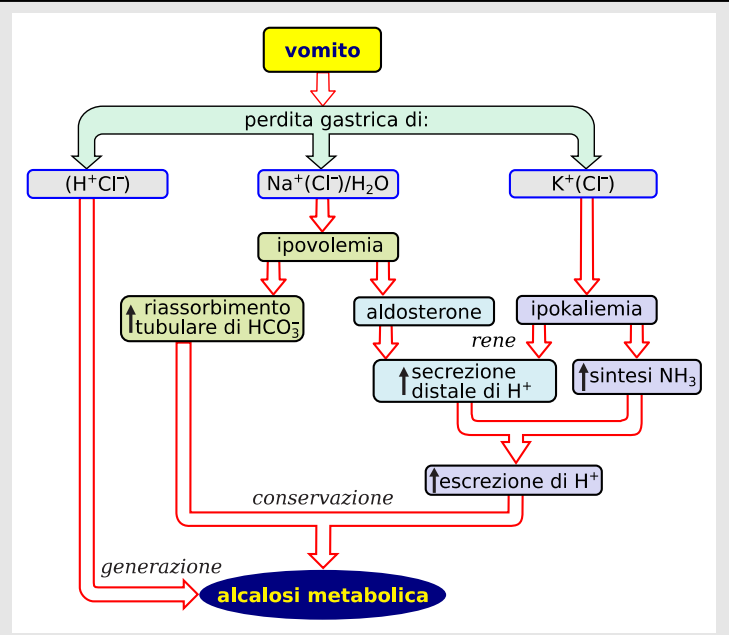 vomito
perdita gastrica di:
(H⁺Cl⁻)
Na⁺(Cl⁻)/H₂O
K⁺(Cl⁻)
ipovolemia
riassorbimento
tubulare di HCO₃⁻
aldosterone
ipokaliemia
rene
secrezione
distale di H⁺
sintesi NH₃
escrezione di H⁺
conservazione
generazione
alcalosi metabolica